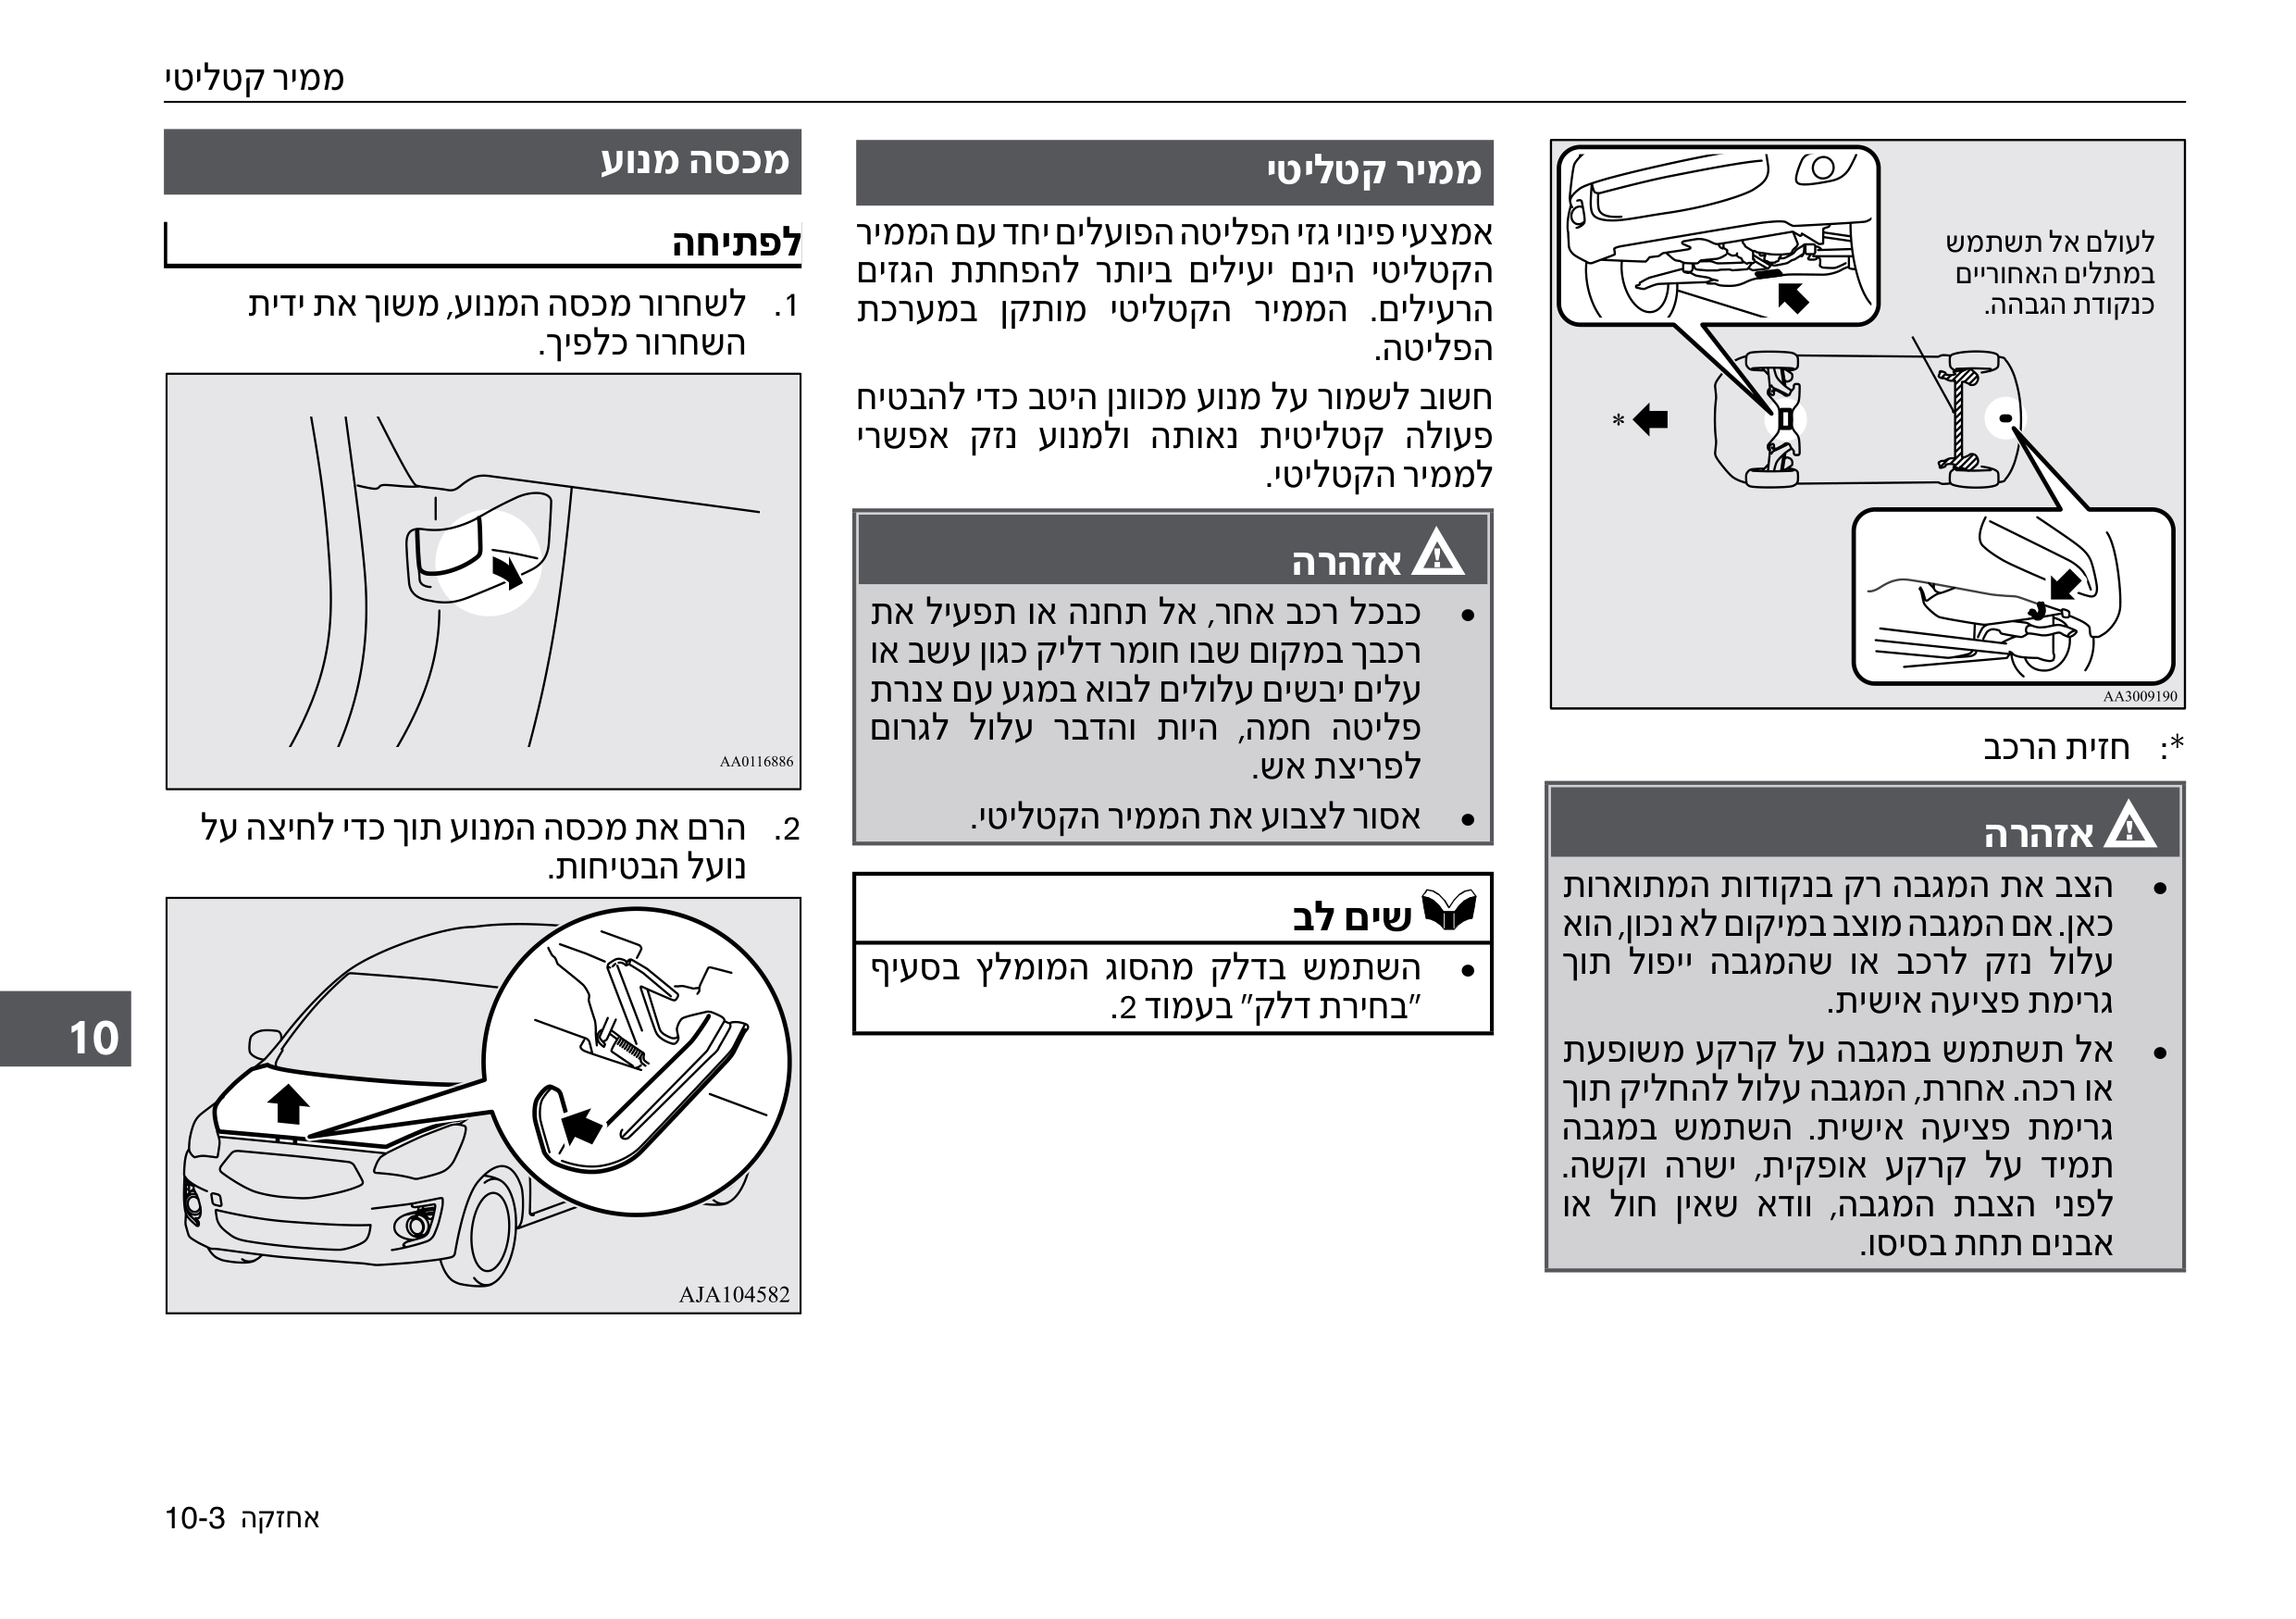 ממיר קטליטי
לעולם אל תשתמש
במתלים האחוריים
כנקודת הגבהה.
*
AA3009190
*: חזית הרכב
אזהרה
• הצב את המגבה רק בנקודות המתוארות
כאן. אם המגבה מוצב במיקום לא נכון, הוא
עלול נזק לרכב או שהמגבה ייפול תוך
גרימת פציעה אישית.
• אל תשתמש במגבה על קרקע משופעת
או רכה. אחרת, המגבה עלול להחליק תוך
גרימת פציעה אישית. השתמש במגבה
תמיד על קרקע אופקית, ישרה וקשה.
לפני הצבת המגבה, וודא שאין חול או
אבנים תחת בסיסו.
ממיר קטליטי
אמצעי פינוי גזי הפליטה הפועלים יחד עם הממיר
הקטליטי הינם יעילים ביותר להפחתת הגזים
הרעילים. הממיר הקטליטי מותקן במערכת
הפליטה.
חשוב לשמור על מנוע מכוונן היטב כדי להבטיח
פעולה קטליטית נאותה ולמנוע נזק אפשרי
לממיר הקטליטי.
אזהרה
• כבכל רכב אחר, אל תחנה או תפעיל את
רכבך במקום שבו חומר דליק כגון עשב או
עלים יבשים עלולים לבוא במגע עם צנרת
פליטה חמה, היות והדבר עלול לגרום
לפריצת אש.
• אסור לצבוע את הממיר הקטליטי.
שים לב
• השתמש בדלק מהסוג המומלץ בסעיף
"בחירת דלק" בעמוד 2.
מכסה מנוע
לפתיחה
1. לשחרור מכסה המנוע, משוך את ידית
השחרור כלפיך.
AA0116886
2. הרם את מכסה המנוע תוך כדי לחיצה על
נועל הבטיחות.
AJA104582
10
אחזקה 10-3